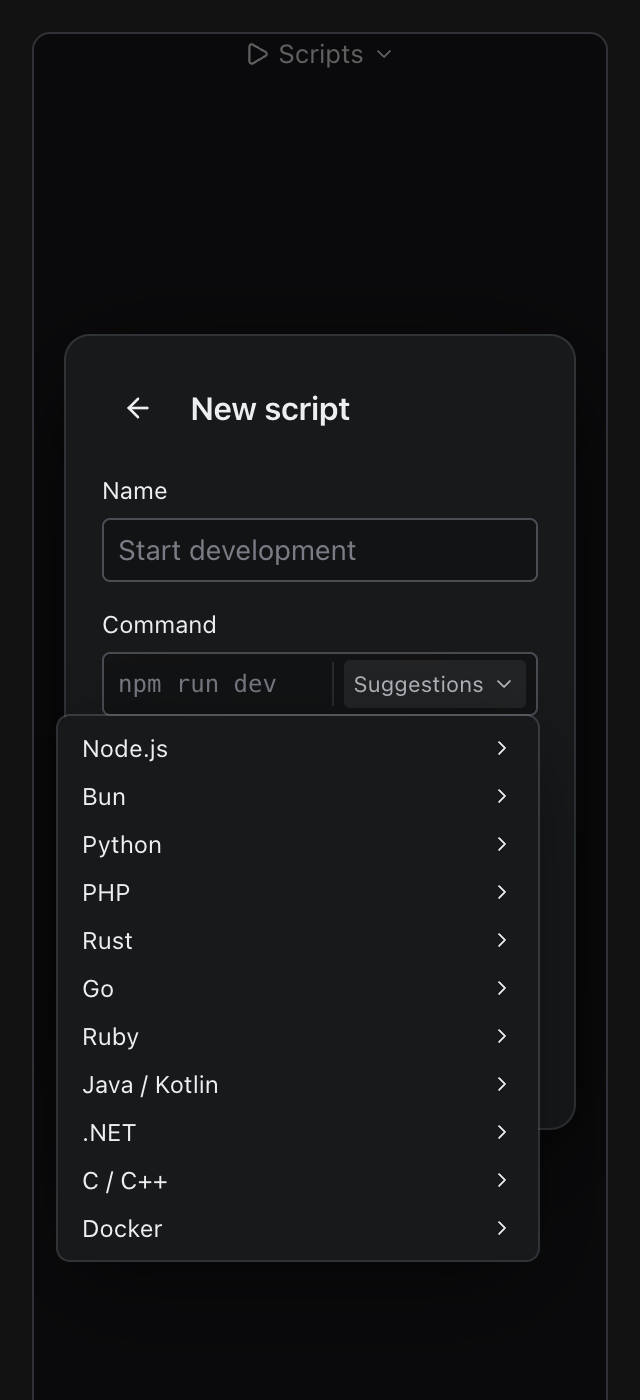 Scripts
New script
Name
Start development
Command
npm run dev
Suggestions
Node.js
Bun
Python
PHP
Rust
Go
Ruby
Java / Kotlin
.NET
C / C++
Docker